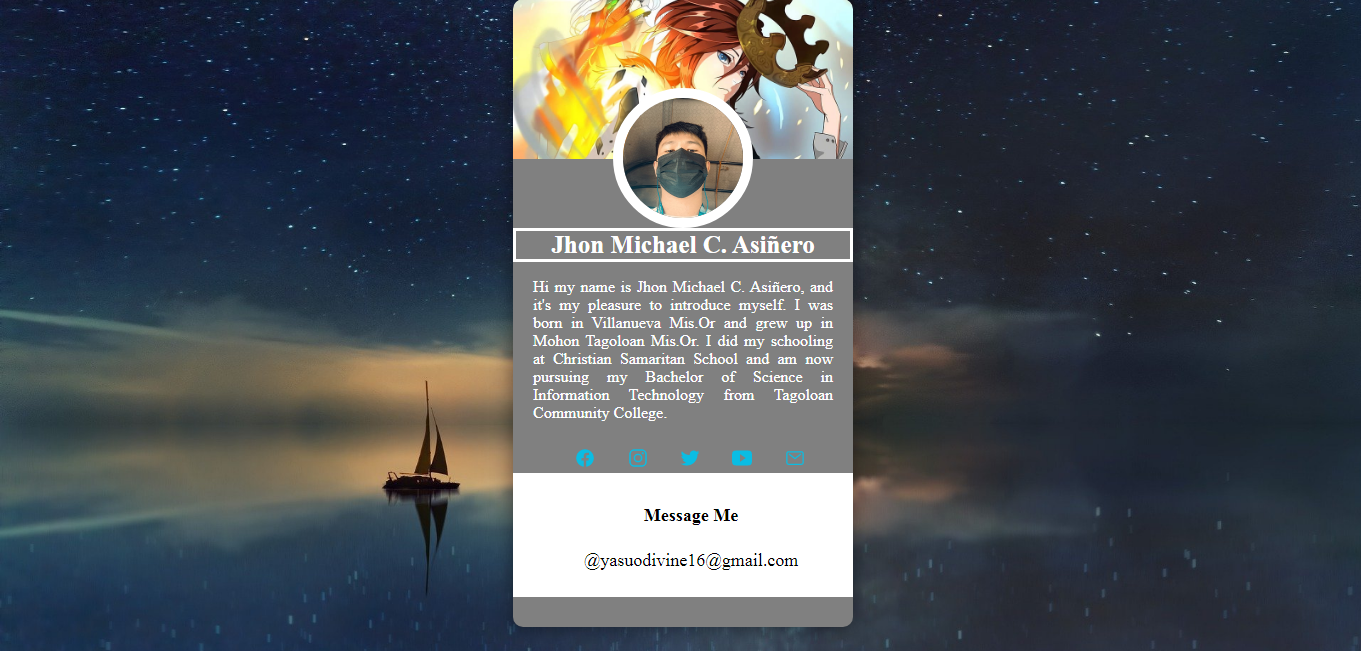 Jhon Michael C. Asiñero
Hi my name is Jhon Michael C. Asiñero, and
it's my pleasure to introduce myself. I was
born in Villanueva Mis.Or and grew up in
Mohon Tagoloan Mis.Or. I did my schooling
at Christian Samaritan School and am now
pursuing my Bachelor of Science in
Information Technology from Tagoloan
Community College.
Message Me
@yasuodivine16@gmail.com